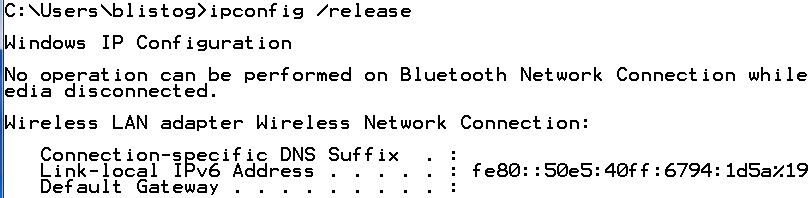 C:\Users\blistog>ipconfig /release
Windows IP Configuration
No operation can be performed on Bluetooth Network Connection while
edia disconnected.
Wireless LAN adapter Wireless Network Connection:
Connection-specific DNS Suffix  . :
Link-local IPv6 Address . . . . . : fe80::50e5:40ff:6794:1d5a%19
Default Gateway . . . . . . . . . :